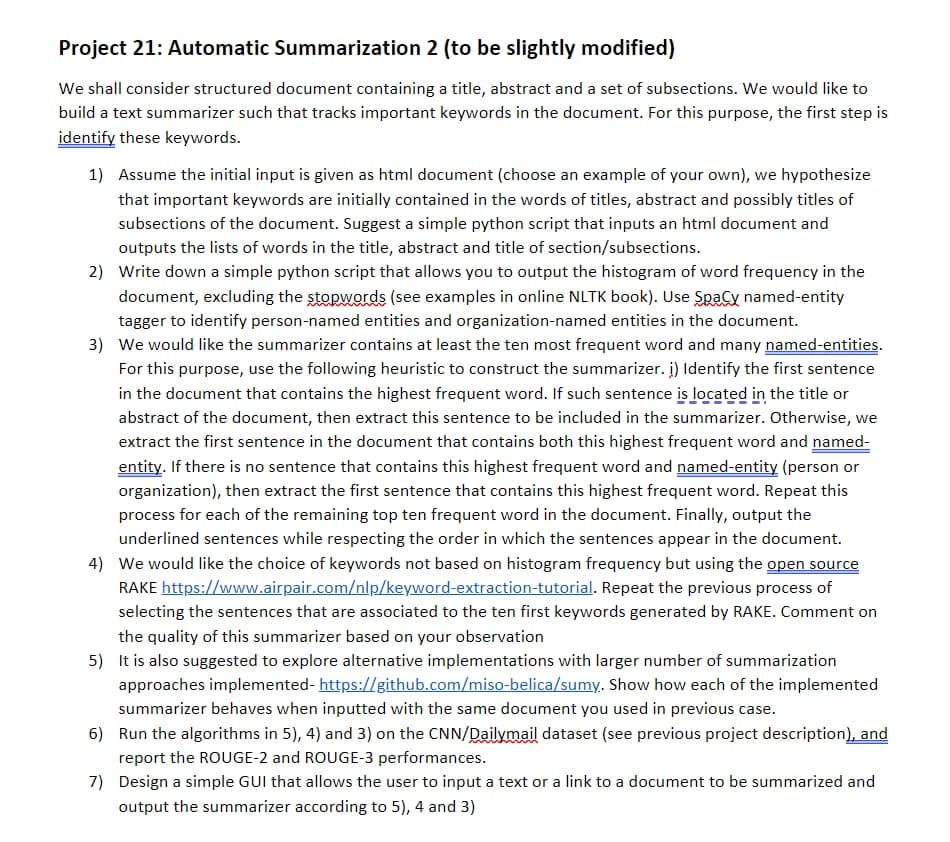 Project 21: Automatic Summarization 2 (to be slightly modified)
We shall consider structured document containing a title, abstract and a set of subsections. We would like to
build a text summarizer such that tracks important keywords in the document. For this purpose, the first step is
identify these keywords.
1) Assume the initial input is given as html document (choose an example of your own), we hypothesize
that important keywords are initially contained in the words of titles, abstract and possibly titles of
subsections of the document. Suggest a simple python script that inputs an html document and
outputs the lists of words in the title, abstract and title of section/subsections.
2) Write down a simple python script that allows you to output the histogram of word frequency in the
document, excluding the stopwords (see examples in online NLTK book). Use SpaCy named-entity
tagger to identify person-named entities and organization-named entities in the document.
3) We would like the summarizer contains at least the ten most frequent word and many named-entities.
For this purpose, use the following heuristic to construct the summarizer. j) Identify the first sentence
in the document that contains the highest frequent word. If such sentence is located in the title or
abstract of the document, then extract this sentence to be included in the summarizer. Otherwise, we
extract the first sentence in the document that contains both this highest frequent word and named-
entity. If there is no sentence that contains this highest frequent word and named-entity (person or
organization), then extract the first sentence that contains this highest frequent word. Repeat this
process for each of the remaining top ten frequent word in the document. Finally, output the
underlined sentences while respecting the order in which the sentences appear in the document.
4) We would like the choice of keywords not based on histogram frequency but using the open source
RAKE https://www.airpair.com/nlp/keyword-extraction-tutorial. Repeat the previous process of
selecting the sentences that are associated to the ten first keywords generated by RAKE. Comment on
the quality of this summarizer based on your observation
5) It is also suggested to explore alternative implementations with larger number of summarization
approaches implemented- https://github.com/miso-belica/sumy. Show how each of the implemented
summarizer behaves when inputted with the same document you used in previous case.
6) Run the algorithms in 5), 4) and 3) on the CNN/Dailymail dataset (see previous project description), and
report the ROUGE-2 and ROUGE-3 performances.
7) Design a simple GUI that allows the user to input a text or a link to a document to be summarized and
output the summarizer according to 5), 4 and 3)